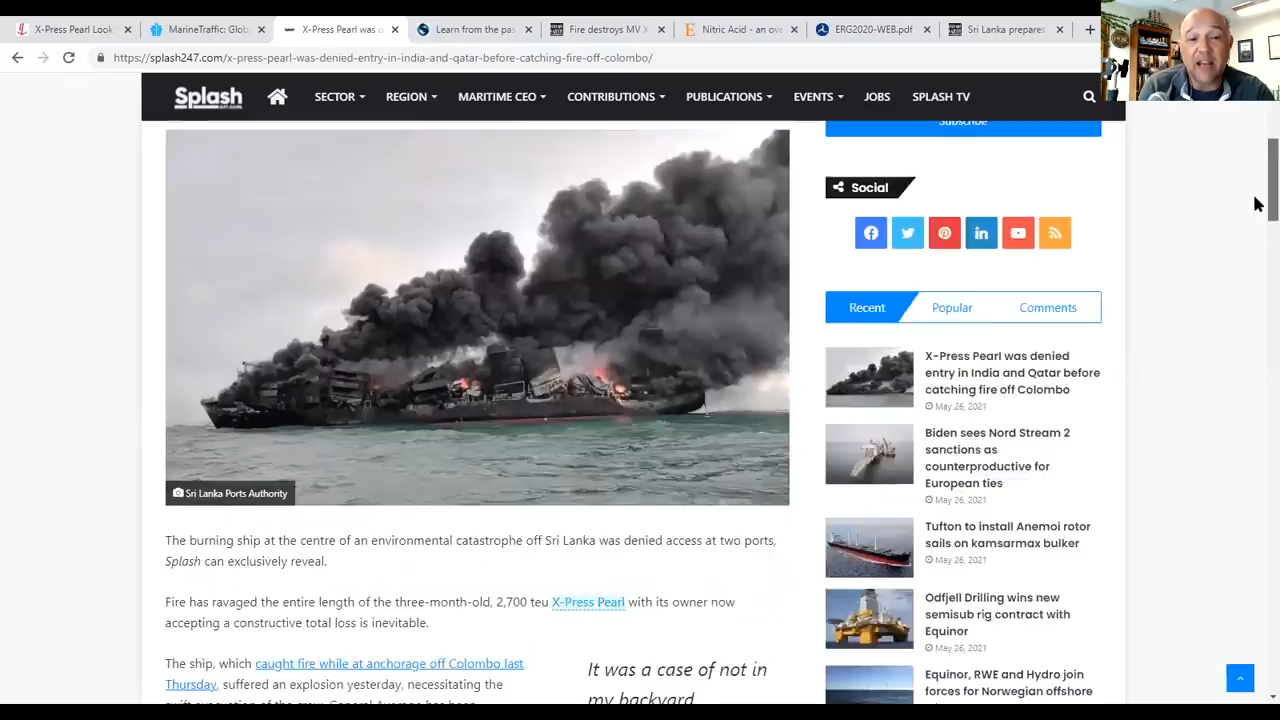 X-Press Pearl Look
MarineTraffic: Glob
X-Press Pearl was
Learn from the pas
Fire destroys MV X
Nitric Acid - an ove
ERG2020-WEB.pdf
Sri Lanka prepares
https://splash247.com/x-press-pearl-was-denied-entry-in-india-and-qatar-before-catching-fire-off-colombo/
Splash
SECTOR
REGION
MARITIME CEO
CONTRIBUTIONS
PUBLICATIONS
EVENTS
JOBS
SPLASH TV
Subscribe
Social
Recent
Popular
Comments
X-Press Pearl was denied
entry in India and Qatar before
catching fire off Colombo
May 26, 2021
Biden sees Nord Stream 2
sanctions as
counterproductive for
European ties
May 26, 2021
Tufton to install Anemoi rotor
sails on kamsarmax bulker
May 26, 2021
Odfjell Drilling wins new
semisub rig contract with
Equinor
May 26, 2021
Equinor, RWE and Hydro join
forces for Norwegian offshore
Sri Lanka Ports Authority
The burning ship at the centre of an environmental catastrophe off Sri Lanka was denied access at two ports,
Splash can exclusively reveal.
Fire has ravaged the entire length of the three-month-old, 2,700 teu X-Press Pearl with its owner now
accepting a constructive total loss is inevitable.
The ship, which caught fire while at anchorage off Colombo last
Thursday, suffered an explosion yesterday, necessitating the
swift evacuation of the crew. General Average has been
It was a case of not in
my backyard